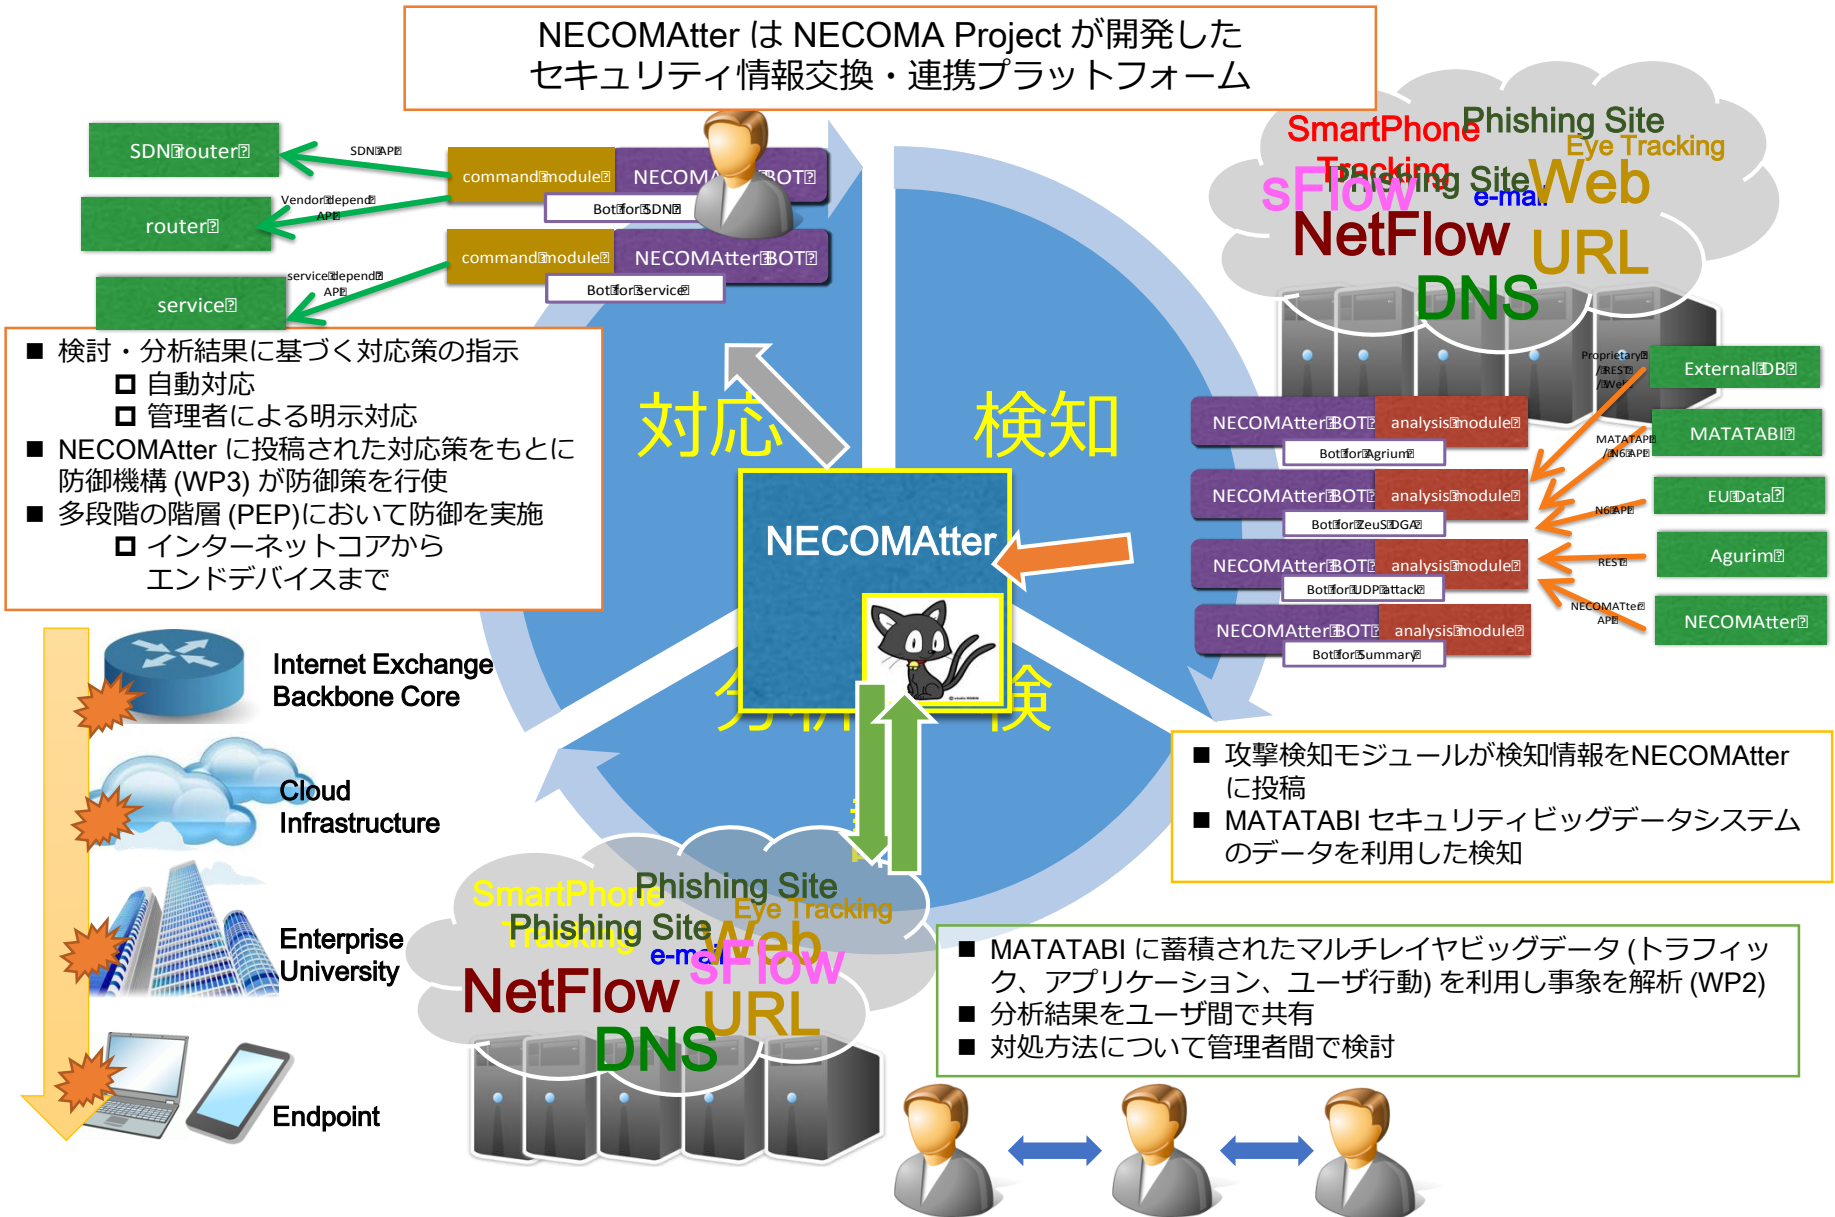 NECOMAtter は NECOMA Project が開発した
セキュリティ情報交換・連携プラットフォーム
SDN router
router
service
SDN API
Vendor depend
API
service depend
API
command module
Bot for SDN
command module
NECOMAtter BOT
Bot for service
■ 検討・分析結果に基づく対応策の指示
自動対応
管理者による明示対応
■ NECOMAtter に投稿された対応策をもとに
防御機構 (WP3) が防御策を行使
■ 多段階の階層 (PEP)において防御を実施
インターネットコアから
エンドデバイスまで
対応
検知
NECOMAtter
SmartPhone
Tracking
Phishing Site
Eye Tracking
sFlow
Phishing Site
e-mail
Web
NetFlow
URL
DNS
Proprietary
/ REST
/ Web
External DB
NECOMAtter BOT
analysis module
Bot for Agrium
MATATAPI
/ N6 API
MATATABI
NECOMAtter BOT
analysis module
Bot for ZeuS DGA
N6 API
EU Data
NECOMAtter BOT
analysis module
Bot for UDP attack
REST
Agurim
NECOMATter
API
NECOMAtter
NECOMAtter BOT
analysis module
Bot for Summary
Internet Exchange
Backbone Core
Cloud
Infrastructure
Enterprise
University
Endpoint
■ 攻撃検知モジュールが検知情報をNECOMAtter
に投稿
■ MATATABI セキュリティビッグデータシステム
のデータを利用した検知
SmartPhone
Tracking
Phishing Site
Eye Tracking
Phishing Site
e-mail
Web
sFlow
NetFlow
URL
DNS
■ MATATABI に蓄積されたマルチレイヤビッグデータ (トラフィッ
ク、アプリケーション、ユーザ行動) を利用し事象を解析 (WP2)
■ 分析結果をユーザ間で共有
■ 対処方法について管理者間で検討